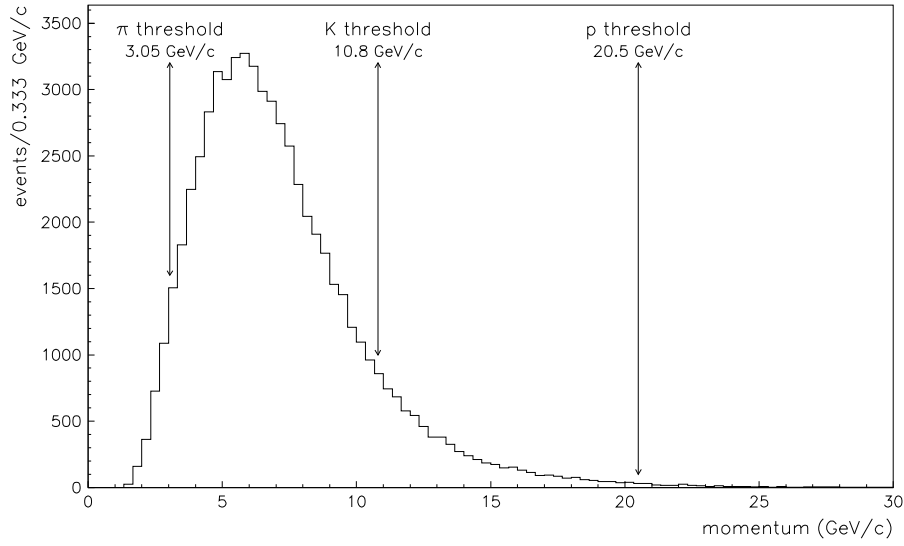 π threshold
3.05 GeV/c
K threshold
10.8 GeV/c
p threshold
20.5 GeV/c
events/0.333 GeV/c
3500
3000
2500
2000
1500
1000
500
0
0 5 10 15 20 25 30
momentum (GeV/c)